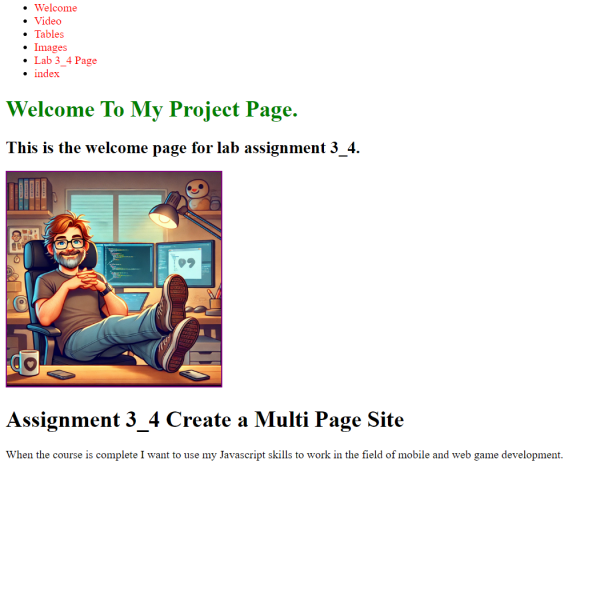 Welcome
Video
Tables
Images
Lab 3_4 Page
index
Welcome To My Project Page.
This is the welcome page for lab assignment 3_4.
Assignment 3_4 Create a Multi Page Site
When the course is complete I want to use my Javascript skills to work in the field of mobile and web game development.